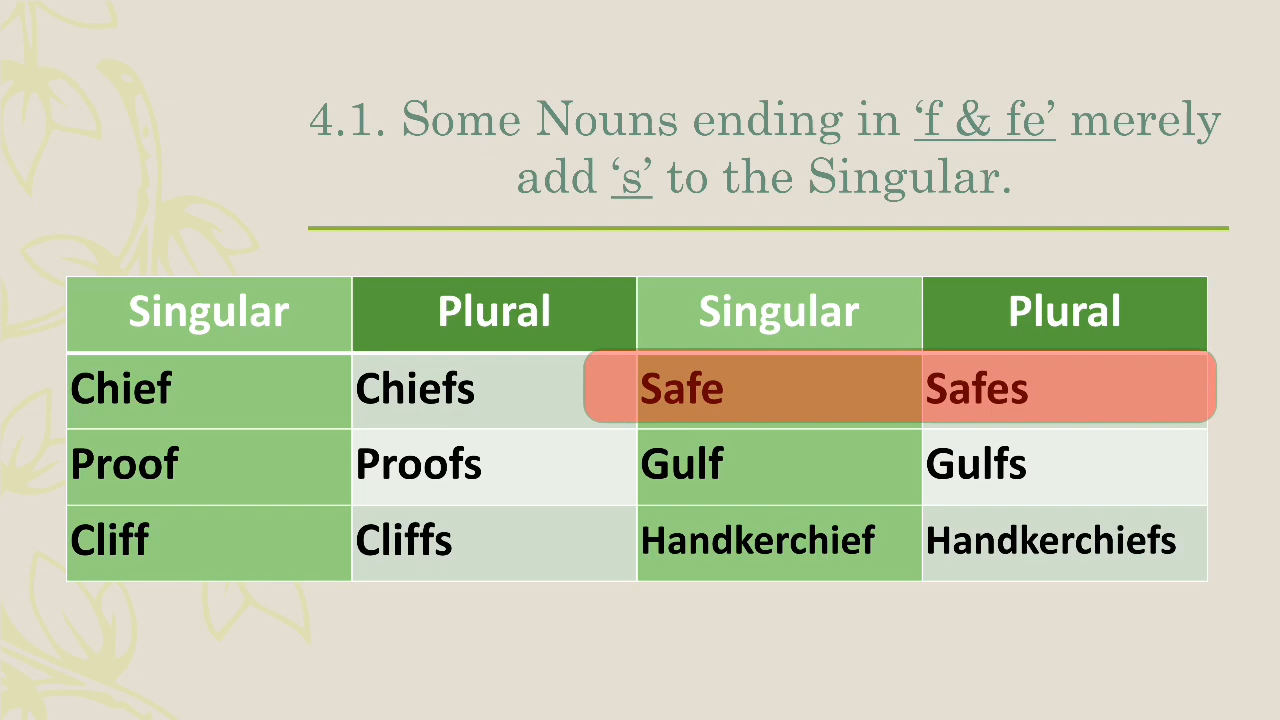 4.1. Some Nouns ending in ‘f & fe’ merely
add ‘s’ to the Singular.
Singular Plural Singular Plural
Chief Chiefs Safe Safes
Proof Proofs Gulf Gulfs
Cliff Cliffs Handkerchief Handkerchiefs